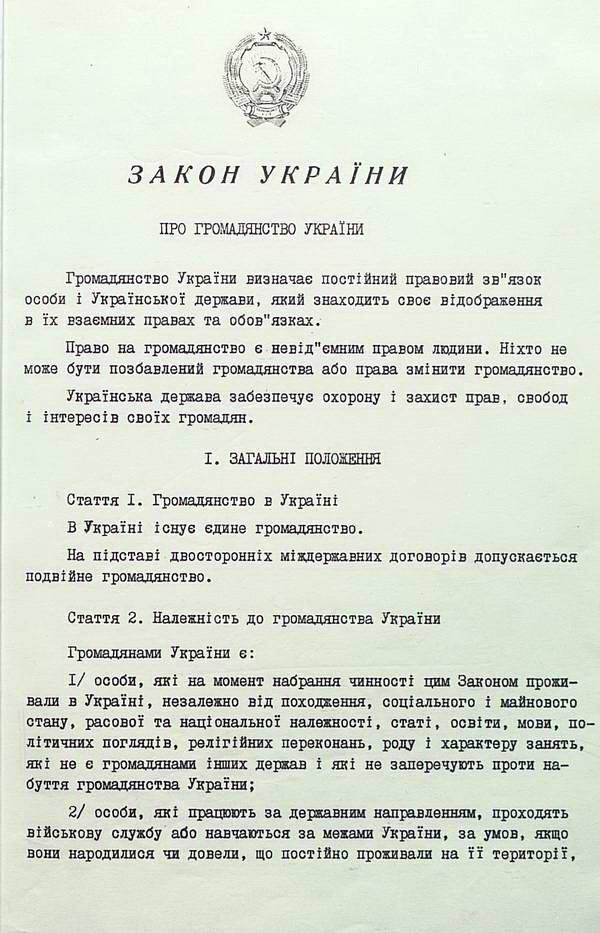 ЗАКОН УКРАЇНИ
ПРО ГРОМАДЯНСТВО УКРАЇНИ
Громадянство України визначає постійний правовий зв"язок
особи і Української держави, який знаходить своє відображення
в їх взаємних правах та обов"язках.
Право на громадянство є невід"ємним правом людини. Ніхто не
може бути позбавлений громадянства або права змінити громадянство.
Українська держава забезпечує охорону і захист прав, свобод
і інтересів своїх громадян.
I. ЗАГАЛЬНІ ПОЛОЖЕННЯ
Стаття I. Громадянство в Україні
В Україні існує єдине громадянство.
На підставі двосторонніх міждержавних договорів допускається
подвійне громадянство.
Стаття 2. Належність до громадянства України
Громадянами України є:
I/ особи, які на момент набрання чинності цим Законом прожи-
вали в Україні, незалежно від походження, соціального і майнового
стану, расової та національної належності, статі, освіти, мови, по-
літичних поглядів, релігійних переконань, роду і характеру занять,
які не є громадянами інших держав і які не заперечують проти на-
буття громадянства України;
2/ особи, які працюють за державним направленням, проходять
військову службу або навчаються за межами України, за умов, якщо
вони народилися чи довели, що постійно проживали на її території,